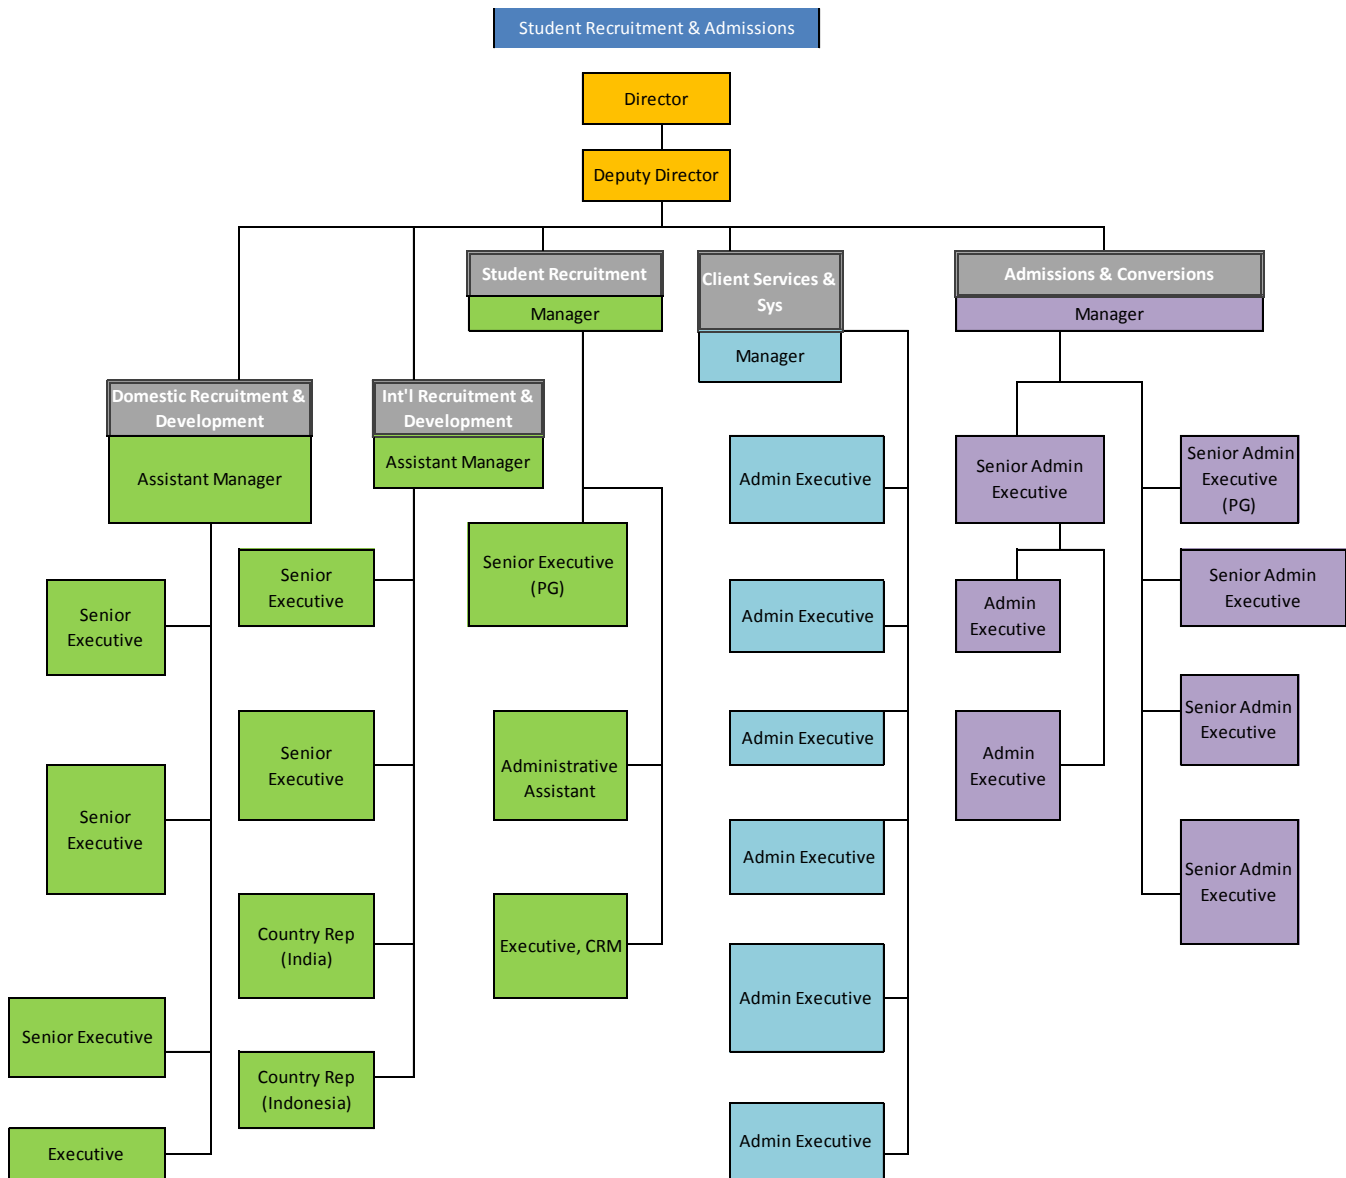 Student Recruitment & Admissions
Director
Deputy Director
Student Recruitment
Manager
Client Services &
Sys
Manager
Admissions & Conversions
Manager
Domestic Recruitment &
Development
Assistant Manager
Int'l Recruitment &
Development
Assistant Manager
Senior
Executive
Senior
Executive
Senior Executive
Executive
Senior
Executive
Senior
Executive
Country Rep
(India)
Country Rep
(Indonesia)
Senior Executive
(PG)
Administrative
Assistant
Executive, CRM
Admin Executive
Admin Executive
Admin Executive
Admin Executive
Admin Executive
Admin Executive
Senior Admin
Executive
Admin
Executive
Admin
Executive
Senior Admin
Executive
(PG)
Senior Admin
Executive
Senior Admin
Executive
Senior Admin
Executive